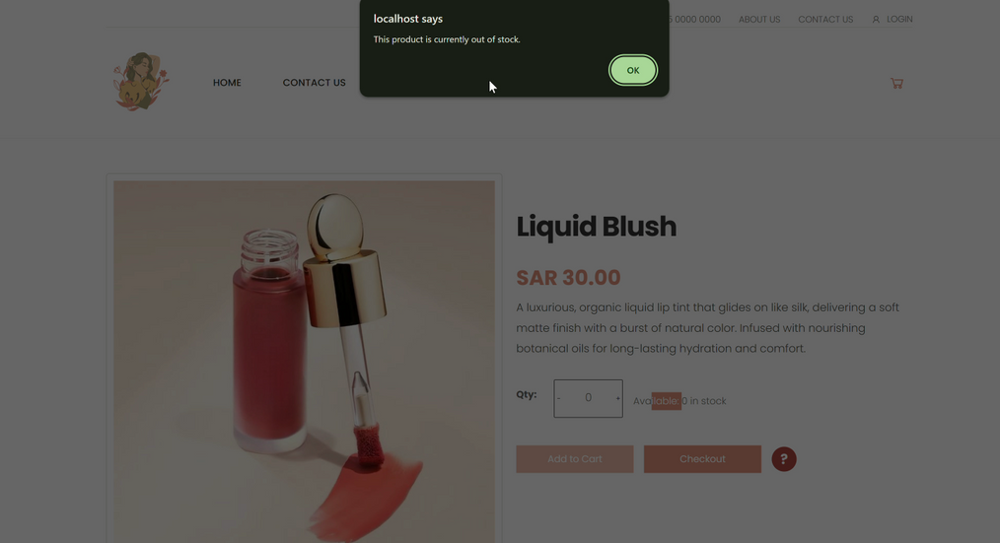 localhost says
This product is currently out of stock.
OK
0000 0000
ABOUT US
CONTACT US
LOGIN
HOME
CONTACT US
Liquid Blush
SAR 30.00
A luxurious, organic liquid lip tint that glides on like silk, delivering a soft
matte finish with a burst of natural color. Infused with nourishing
botanical oils for long-lasting hydration and comfort.
Qty:
- 0 +
Available: 0 in stock
Add to Cart
Checkout
?